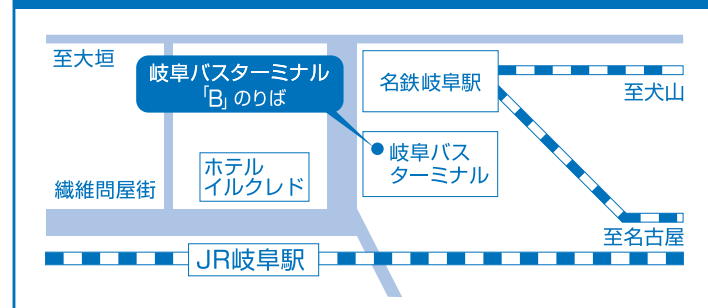 至大垣
岐阜バスターミナル
「B」のりば
名鉄岐阜駅
至犬山
岐阜バス
ターミナル
ホテル
イルクレド
繊維問屋街
至名古屋
JR岐阜駅